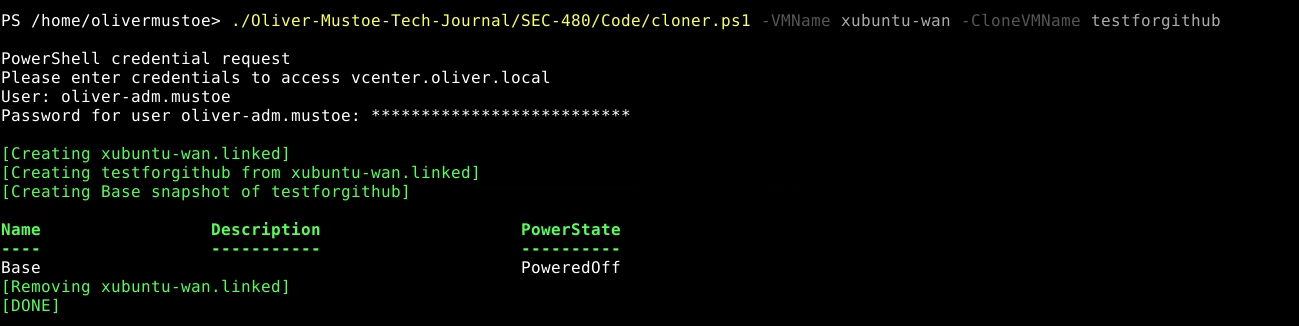 PS /home/olivermustoe> ./Oliver-Mustoe-Tech-Journal/SEC-480/Code/cloner.ps1 -VMName xubuntu-wan -CloneVMName testforgithub
PowerShell credential request
Please enter credentials to access vcenter.oliver.local
User: oliver-adm.mustoe
Password for user oliver-adm.mustoe: **************************
[Creating xubuntu-wan.linked]
[Creating testforgithub from xubuntu-wan.linked]
[Creating Base snapshot of testforgithub]
Name Description PowerState
---- ----------- ----------
Base PoweredOff
[Removing xubuntu-wan.linked]
[DONE]